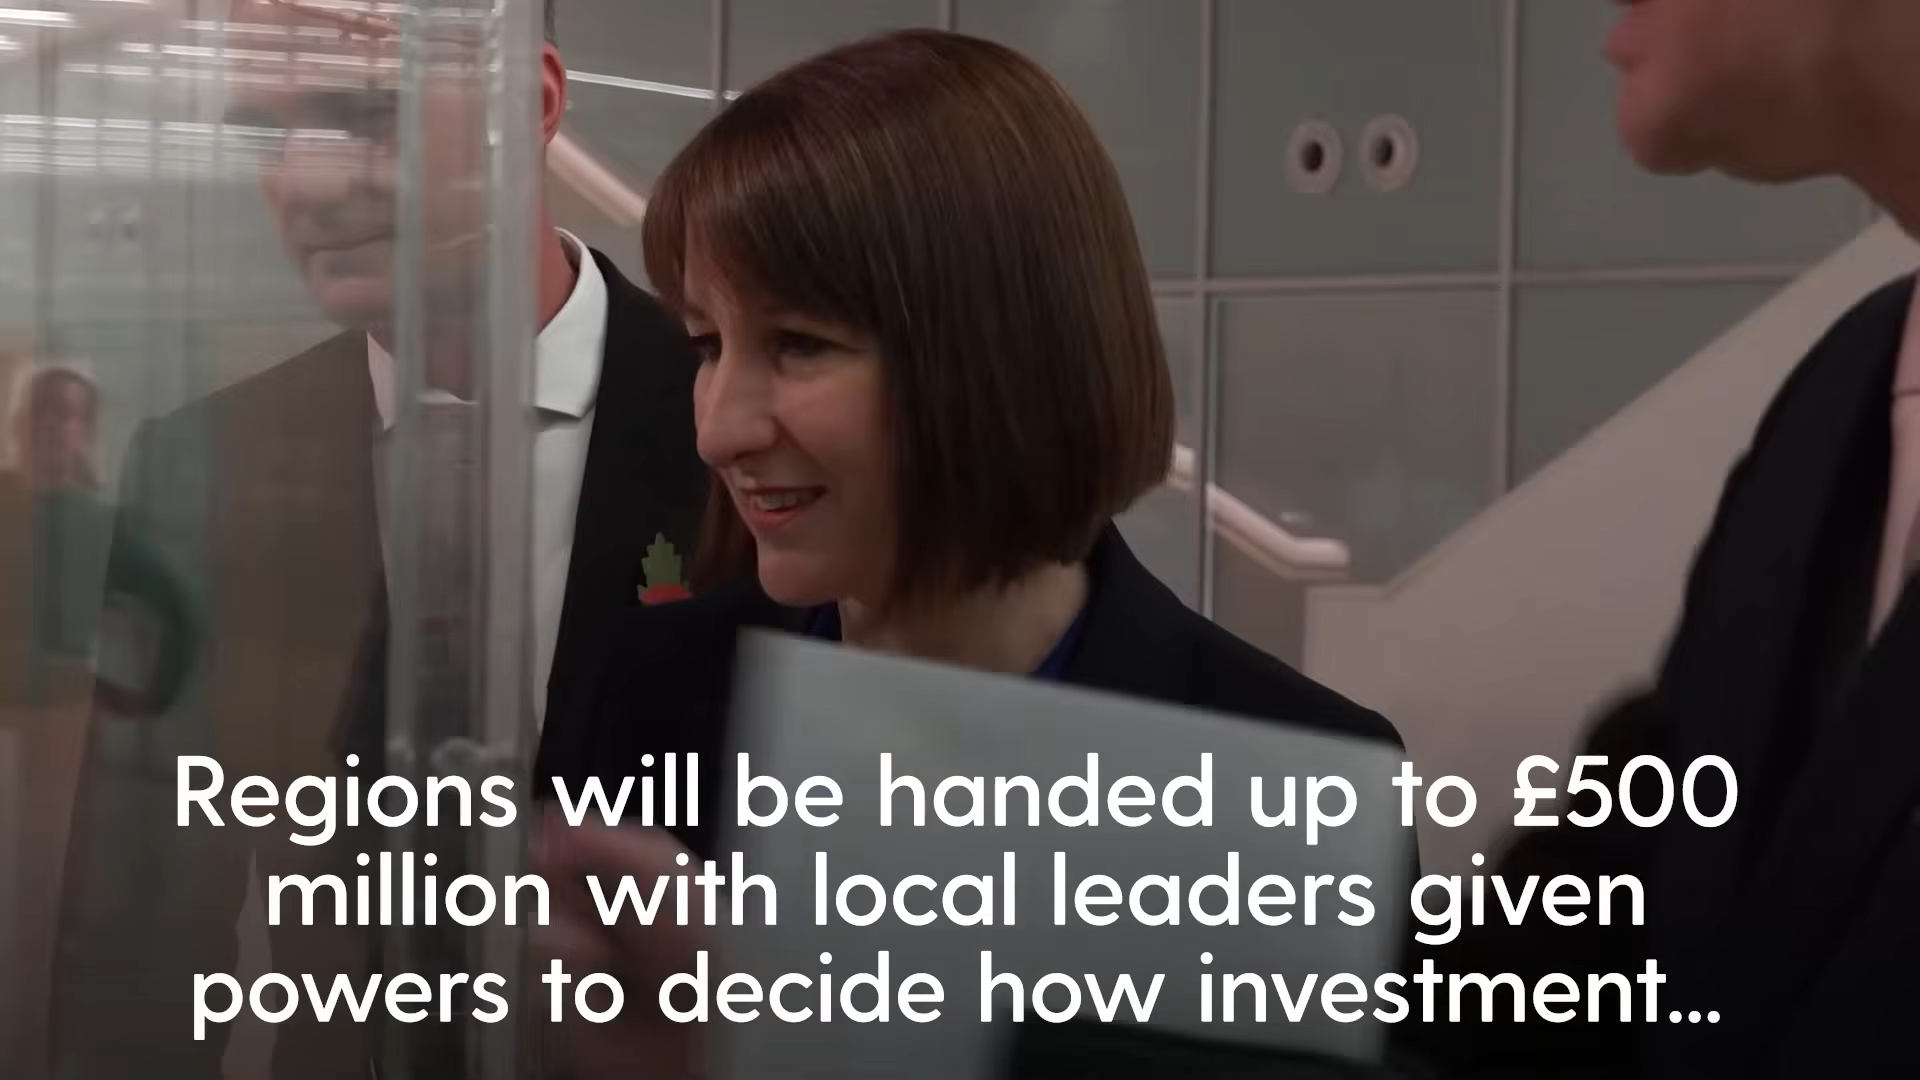 Regions will be handed up to £500
million with local leaders given
powers to decide how investment...